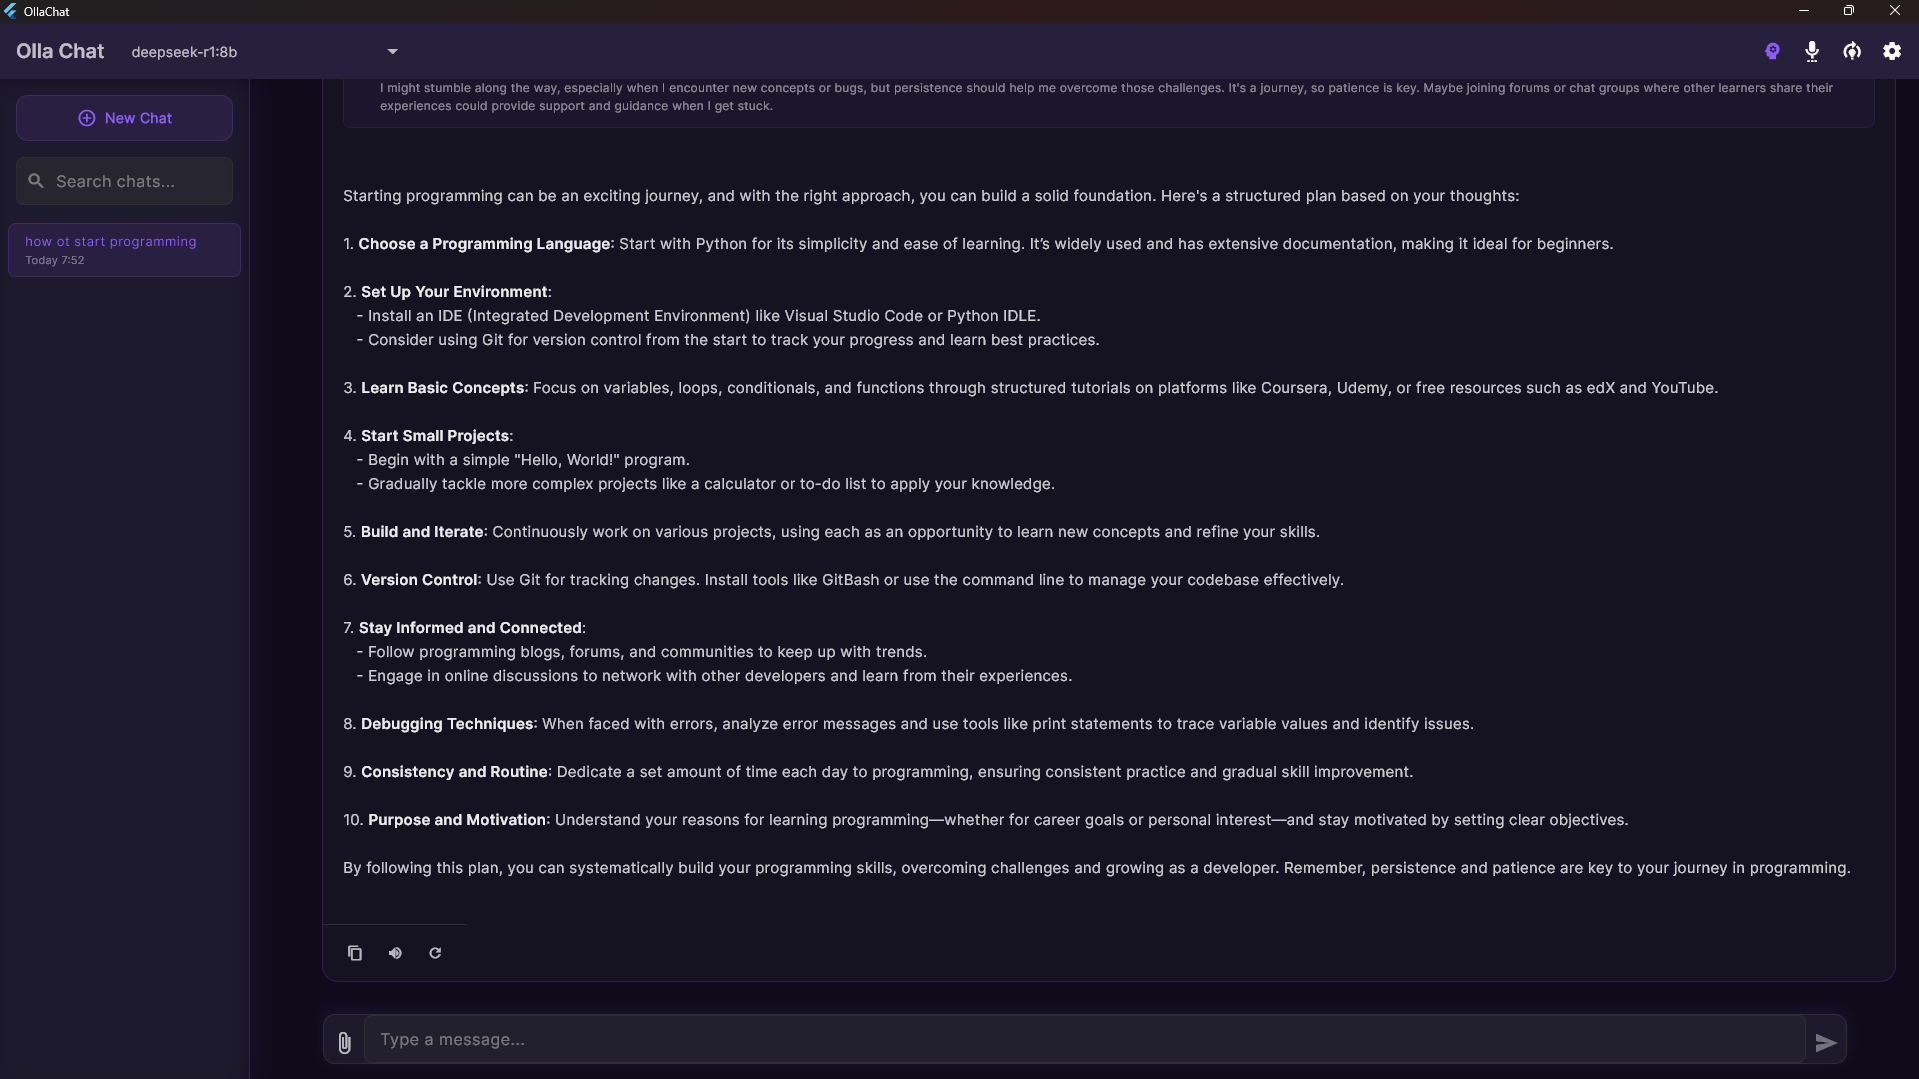 OllaChat
Olla Chat
deepseek-r1:8b
New Chat
Search chats...
how ot start programming
Today 7:52
I might stumble along the way, especially when I encounter new concepts or bugs, but persistence should help me overcome those challenges. It's a journey, so patience is key. Maybe joining forums or chat groups where other learners share their
experiences could provide support and guidance when I get stuck.
Starting programming can be an exciting journey, and with the right approach, you can build a solid foundation. Here's a structured plan based on your thoughts:
1. Choose a Programming Language: Start with Python for its simplicity and ease of learning. It’s widely used and has extensive documentation, making it ideal for beginners.
2. Set Up Your Environment:
- Install an IDE (Integrated Development Environment) like Visual Studio Code or Python IDLE.
- Consider using Git for version control from the start to track your progress and learn best practices.
3. Learn Basic Concepts: Focus on variables, loops, conditionals, and functions through structured tutorials on platforms like Coursera, Udemy, or free resources such as edX and YouTube.
4. Start Small Projects:
- Begin with a simple "Hello, World!" program.
- Gradually tackle more complex projects like a calculator or to-do list to apply your knowledge.
5. Build and Iterate: Continuously work on various projects, using each as an opportunity to learn new concepts and refine your skills.
6. Version Control: Use Git for tracking changes. Install tools like GitBash or use the command line to manage your codebase effectively.
7. Stay Informed and Connected:
- Follow programming blogs, forums, and communities to keep up with trends.
- Engage in online discussions to network with other developers and learn from their experiences.
8. Debugging Techniques: When faced with errors, analyze error messages and use tools like print statements to trace variable values and identify issues.
9. Consistency and Routine: Dedicate a set amount of time each day to programming, ensuring consistent practice and gradual skill improvement.
10. Purpose and Motivation: Understand your reasons for learning programming—whether for career goals or personal interest—and stay motivated by setting clear objectives.
By following this plan, you can systematically build your programming skills, overcoming challenges and growing as a developer. Remember, persistence and patience are key to your journey in programming.
Type a message...